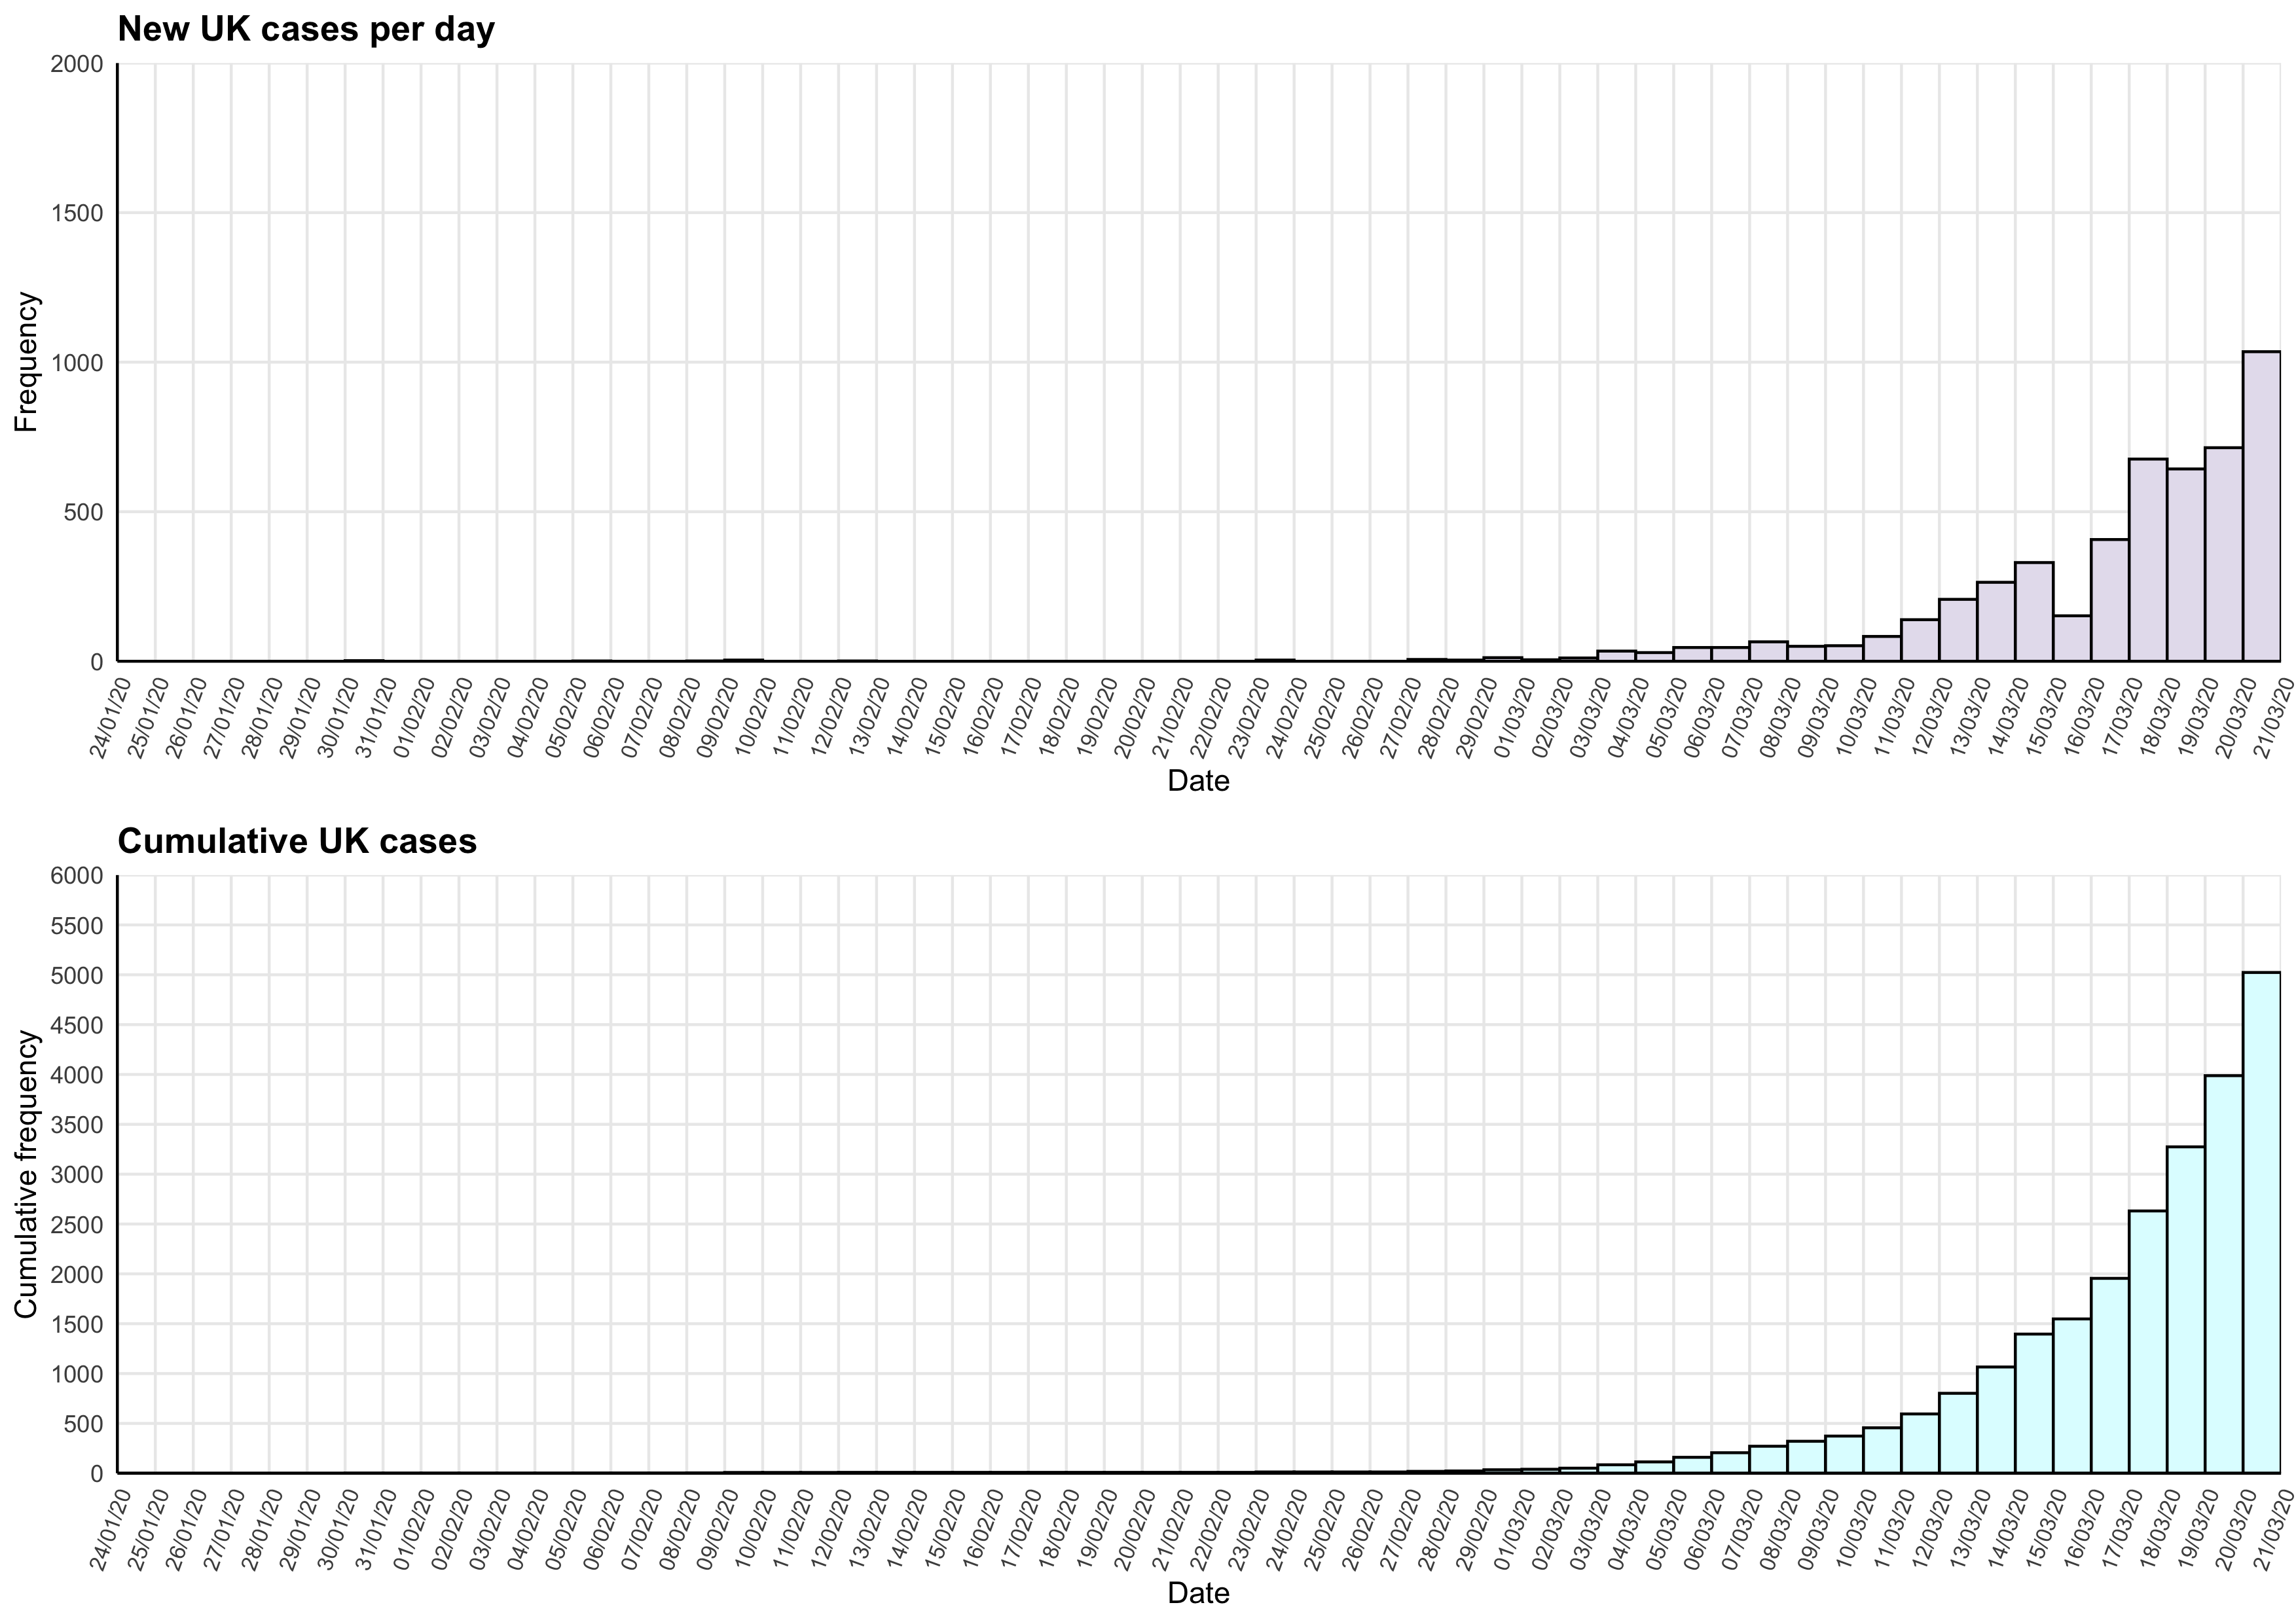 New UK cases per day
2000
1500
1000
500
0
Frequency
24/01/20 25/01/20 26/01/20 27/01/20 28/01/20 29/01/20 30/01/20 31/01/20 01/02/20 02/02/20 03/02/20 04/02/20 05/02/20 06/02/20 07/02/20 08/02/20 09/02/20 10/02/20 11/02/20 12/02/20 13/02/20 14/02/20 15/02/20 16/02/20 17/02/20 18/02/20 19/02/20 20/02/20 21/02/20 22/02/20 23/02/20 24/02/20 25/02/20 26/02/20 27/02/20 28/02/20 29/02/20 01/03/20 02/03/20 03/03/20 04/03/20 05/03/20 06/03/20 07/03/20 08/03/20 09/03/20 10/03/20 11/03/20 12/03/20 13/03/20 14/03/20 15/03/20 16/03/20 17/03/20 18/03/20 19/03/20 20/03/20 21/03/20
Date
Cumulative UK cases
6000
5500
5000
4500
4000
3500
3000
2500
2000
1500
1000
500
0
Cumulative frequency
24/01/20 25/01/20 26/01/20 27/01/20 28/01/20 29/01/20 30/01/20 31/01/20 01/02/20 02/02/20 03/02/20 04/02/20 05/02/20 06/02/20 07/02/20 08/02/20 09/02/20 10/02/20 11/02/20 12/02/20 13/02/20 14/02/20 15/02/20 16/02/20 17/02/20 18/02/20 19/02/20 20/02/20 21/02/20 22/02/20 23/02/20 24/02/20 25/02/20 26/02/20 27/02/20 28/02/20 29/02/20 01/03/20 02/03/20 03/03/20 04/03/20 05/03/20 06/03/20 07/03/20 08/03/20 09/03/20 10/03/20 11/03/20 12/03/20 13/03/20 14/03/20 15/03/20 16/03/20 17/03/20 18/03/20 19/03/20 20/03/20 21/03/20
Date